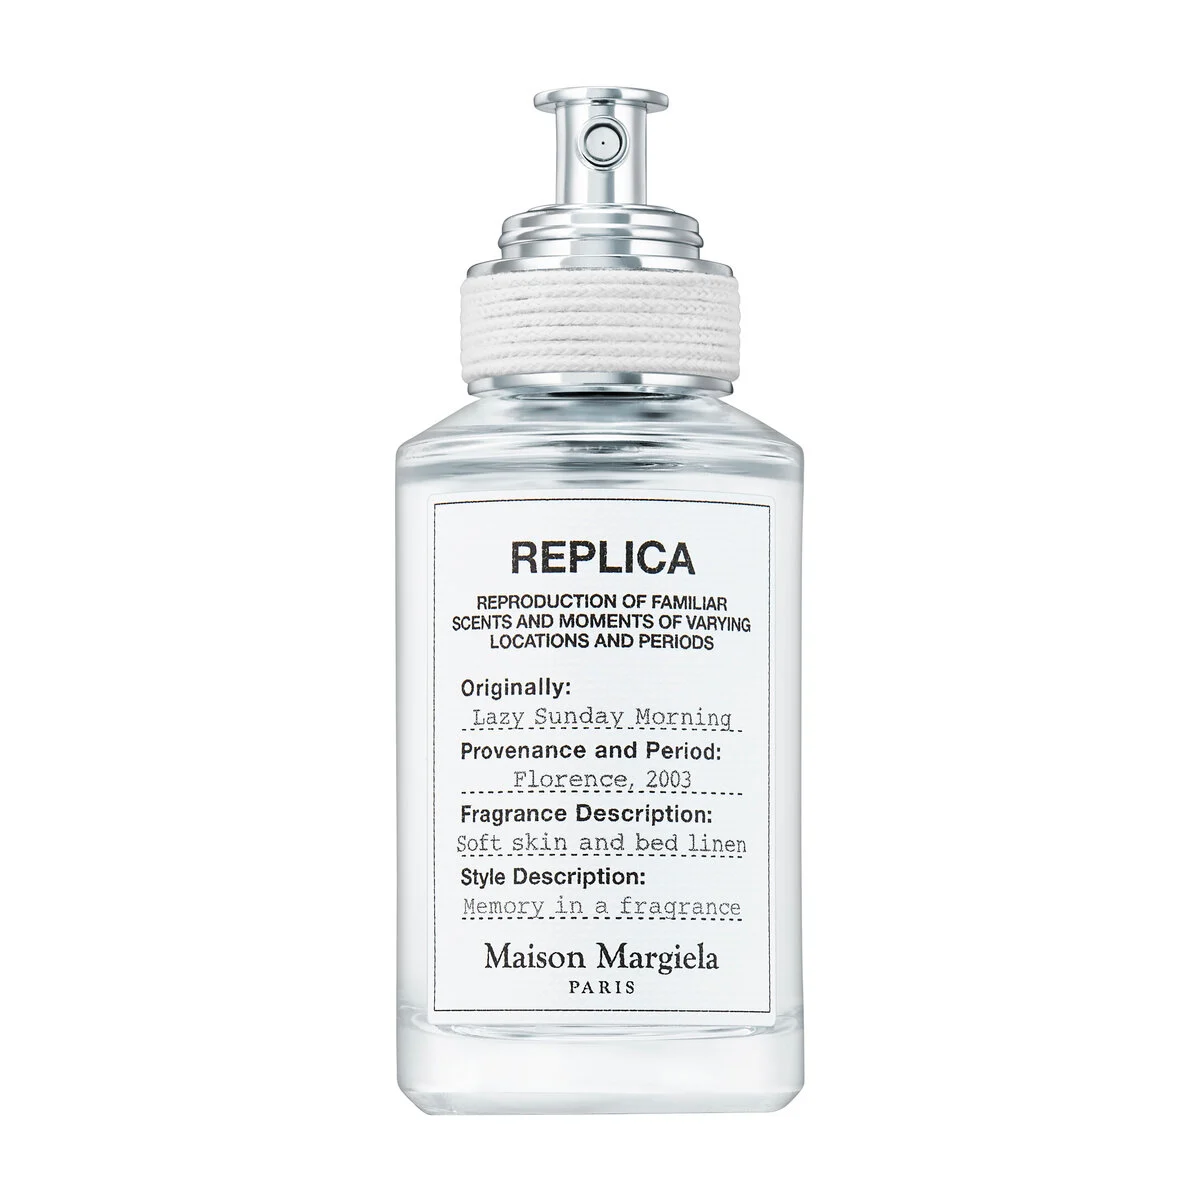 REPLICA
REPRODUCTION OF FAMILIAR
SCENTS AND MOMENTS OF VARYING
LOCATIONS AND PERIODS
Originally:
Lazy Sunday Morning
Provenance and Period:
Florence, 2003
Fragrance Description:
Soft skin and bed linen
Style Description:
Memory in a fragrance
Maison Margiela
PARIS